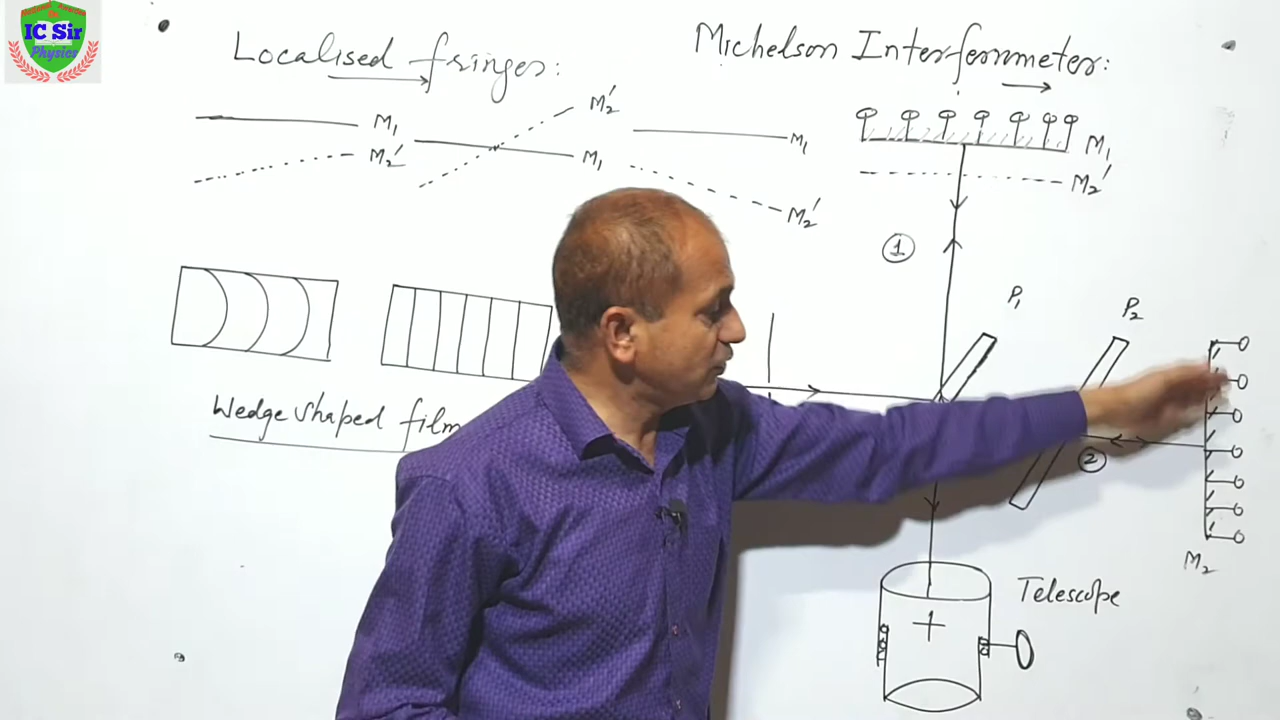 IC Sir
Physics
Localised fringes:
Michelson Interferometer:
M₁
M₂'
M₂'
M₁
M₁
M₂'
M₁
M₂'
①
P₁
P₂
②
M₂
Wedge shaped film
Telescope